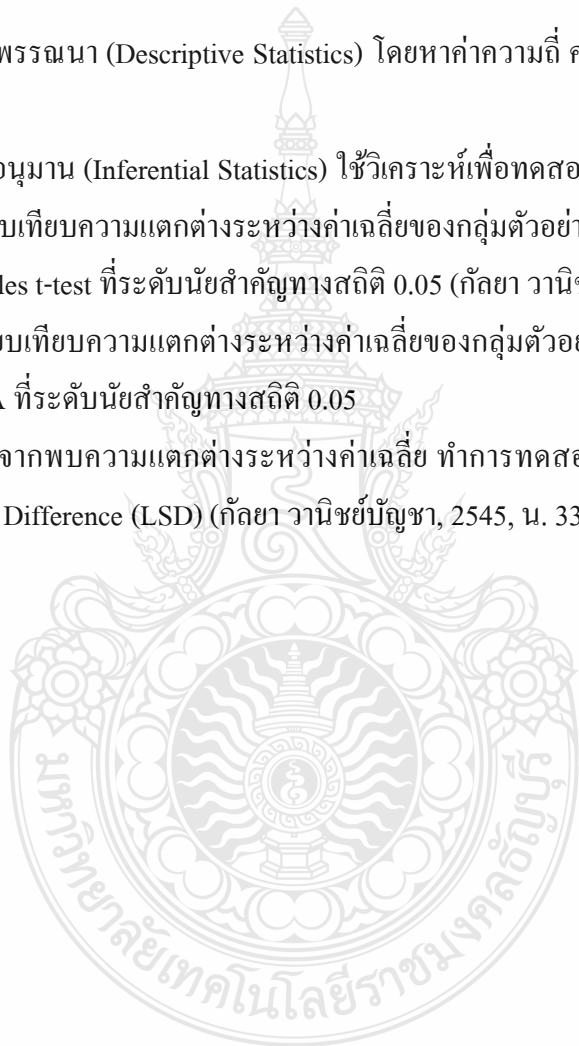 พรรณนา (Descriptive Statistics) โดยหาค่าความถี่
อนุมาน (Inferential Statistics) ใช้วิเคราะห์เพื่อทดสอ
บเทียบความแตกต่างระหว่างค่าเฉลี่ยของกลุ่มตัวอย่า
les t-test ที่ระดับนัยสำคัญทางสถิติ 0.05 (กัลยา วานิช
ยบเทียบความแตกต่างระหว่างค่าเฉลี่ยของกลุ่มตัวอย
ที่ระดับนัยสำคัญทางสถิติ 0.05
จากพบความแตกต่างระหว่างค่าเฉลี่ย ทำการทดสอ
Difference (LSD) (กัลยา วานิชย์บัญชา, 2545, น. 33
มหาวิทยาลัยเทคโนโลยีราชมงคลธัญบุรี